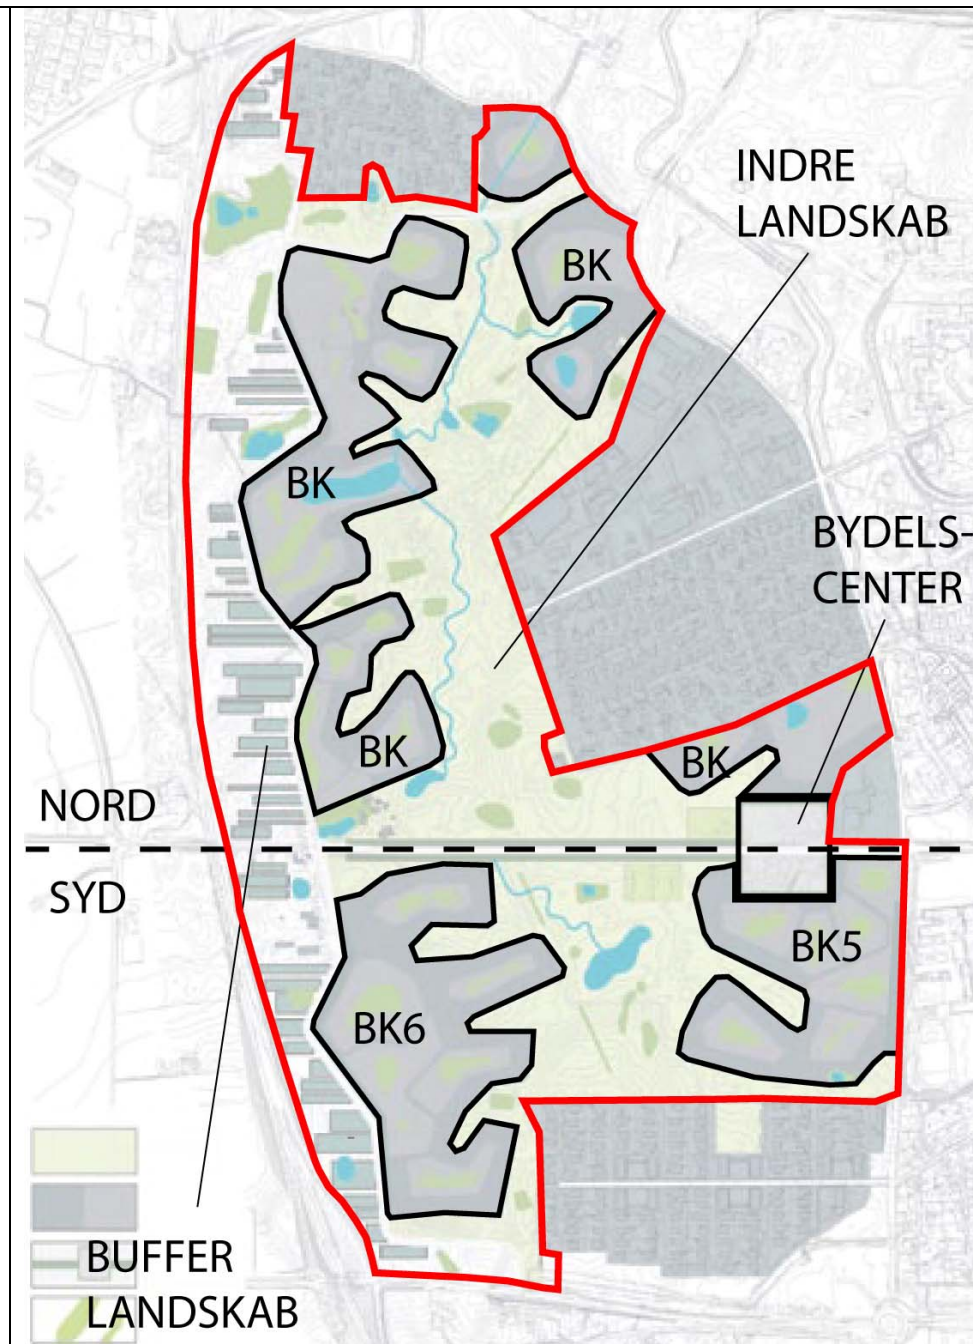 INDRE
LANDSKAB
BK
BK
BYDELS-
CENTER
BK
BK
NORD
SYD
BK5
BK6
BUFFER
LANDSKAB